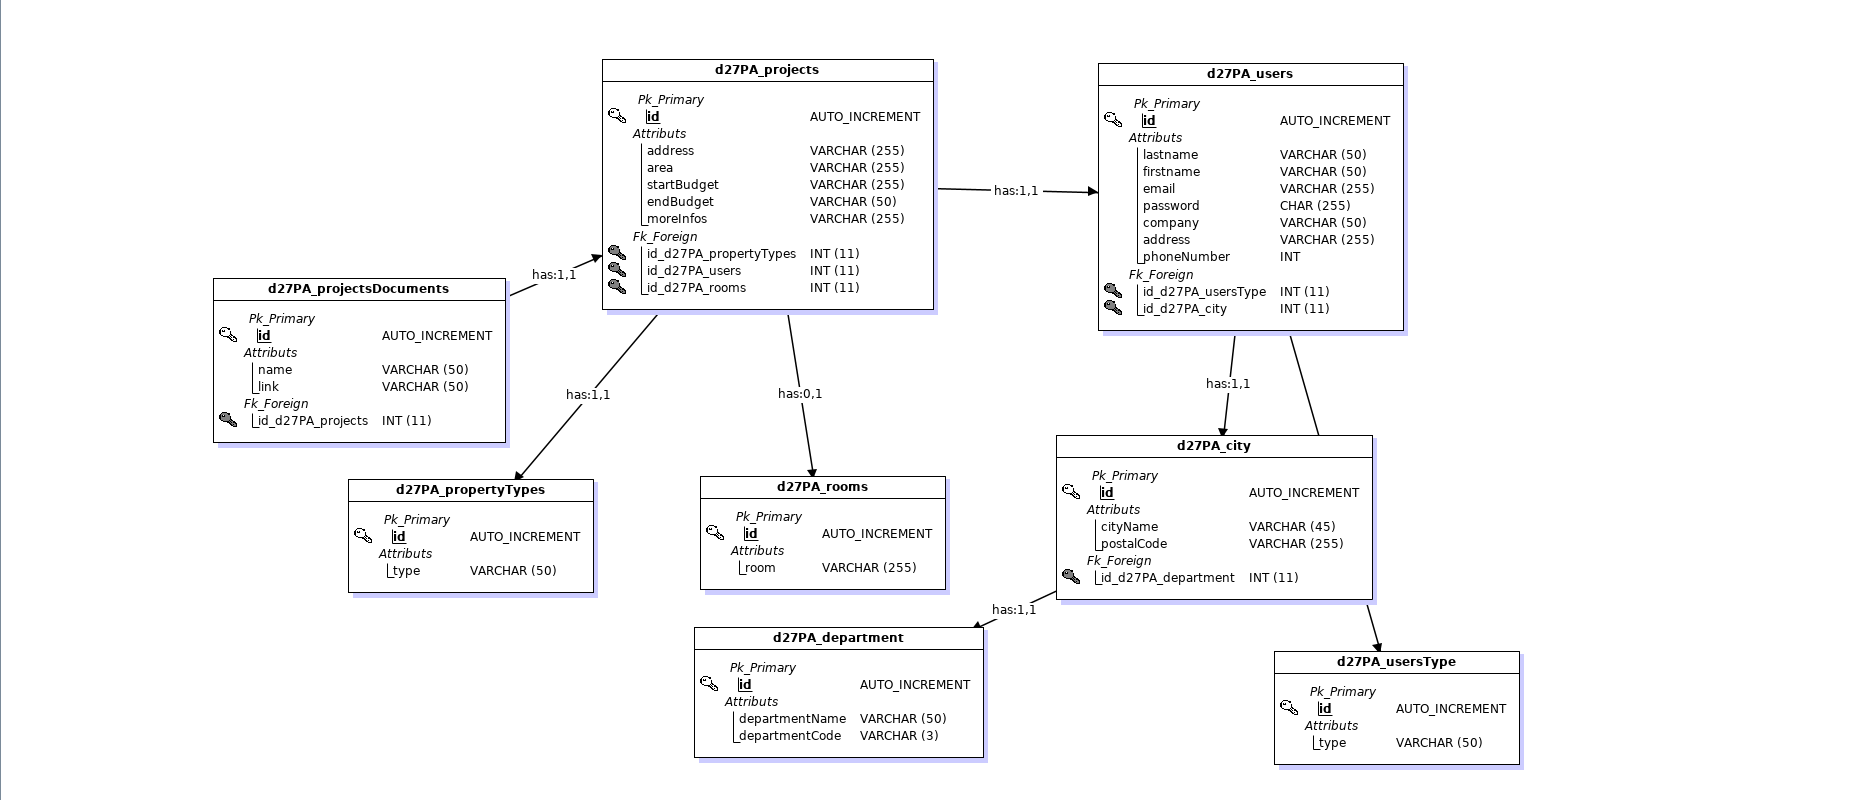 d27PA_projects
Pk_Primary
id AUTO_INCREMENT
Attributs
address VARCHAR (255)
area VARCHAR (255)
startBudget VARCHAR (255)
endBudget VARCHAR (50)
moreInfos VARCHAR (255)
Fk_Foreign
id_d27PA_propertyTypes INT (11)
id_d27PA_users INT (11)
id_d27PA_rooms INT (11)
has:1,1
d27PA_users
Pk_Primary
id AUTO_INCREMENT
Attributs
lastname VARCHAR (50)
firstname VARCHAR (50)
email VARCHAR (255)
password CHAR (255)
company VARCHAR (50)
address VARCHAR (255)
phoneNumber INT
Fk_Foreign
id_d27PA_usersType INT (11)
id_d27PA_city INT (11)
has:1,1
d27PA_projectsDocuments
Pk_Primary
id AUTO_INCREMENT
Attributs
name VARCHAR (50)
link VARCHAR (50)
Fk_Foreign
id_d27PA_projects INT (11)
has:1,1
has:0,1
has:1,1
d27PA_propertyTypes
Pk_Primary
id AUTO_INCREMENT
Attributs
type VARCHAR (50)
d27PA_rooms
Pk_Primary
id AUTO_INCREMENT
Attributs
room VARCHAR (255)
d27PA_city
Pk_Primary
id AUTO_INCREMENT
Attributs
cityName VARCHAR (45)
postalCode VARCHAR (255)
Fk_Foreign
id_d27PA_department INT (11)
has:1,1
d27PA_department
Pk_Primary
id AUTO_INCREMENT
Attributs
departmentName VARCHAR (50)
departmentCode VARCHAR (3)
d27PA_usersType
Pk_Primary
id AUTO_INCREMENT
Attributs
type VARCHAR (50)